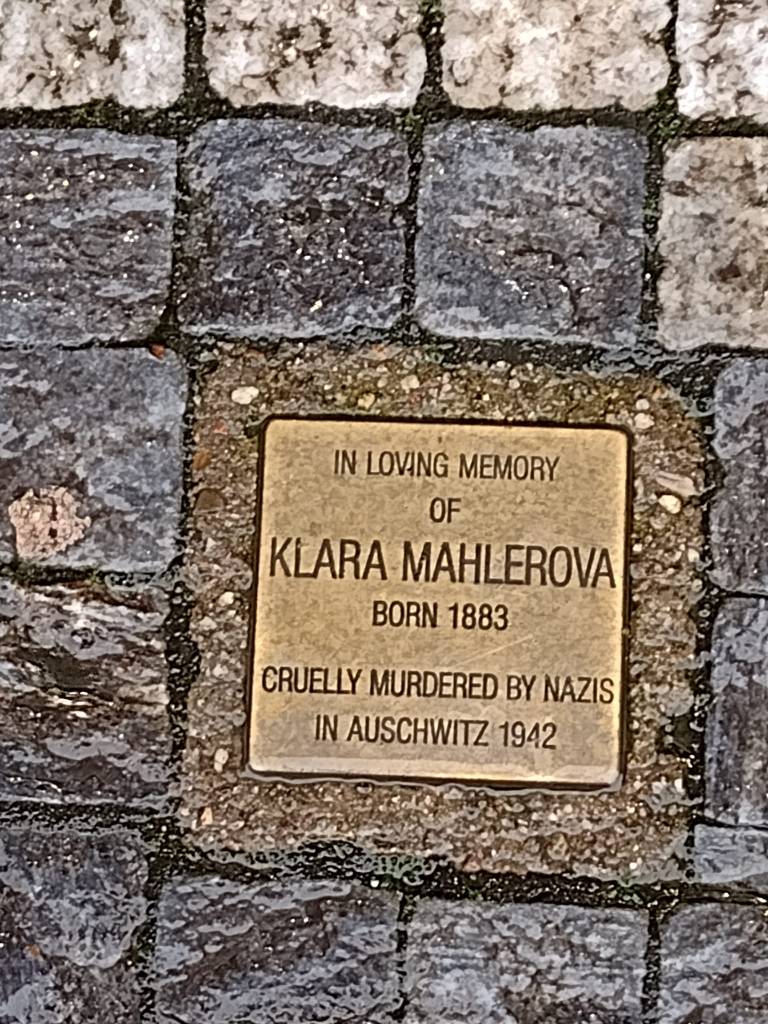 IN LOVING MEMORY
OF
KLARA MAHLEROVA
BORN 1883
CRUELLY MURDERED BY NAZIS
IN AUSCHWITZ 1942